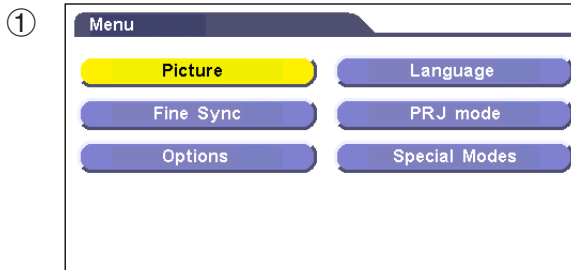 ①
Menu
Picture
Language
Fine Sync
PRJ mode
Options
Special Modes